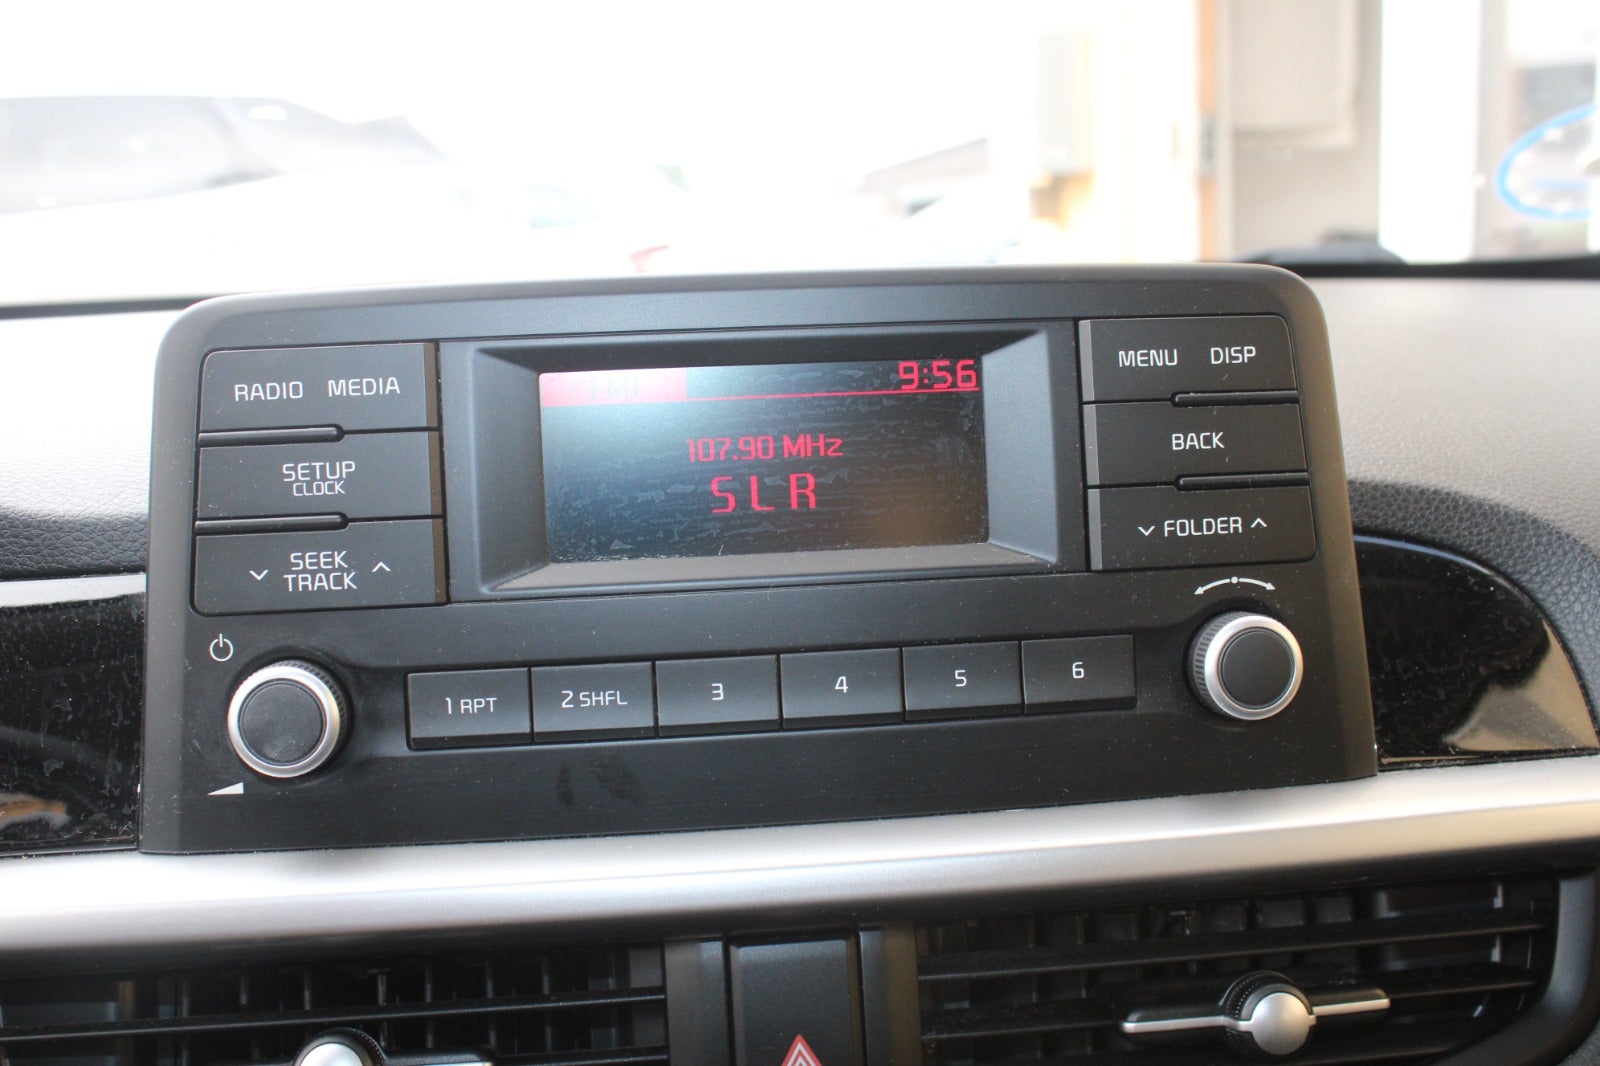 RADIO MEDIA
SETUP
CLOCK
SEEK
TRACK
FM1
9:56
107.90 MHz
SLR
MENU DISP
BACK
FOLDER
1 RPT
2 SHFL
3
4
5
6